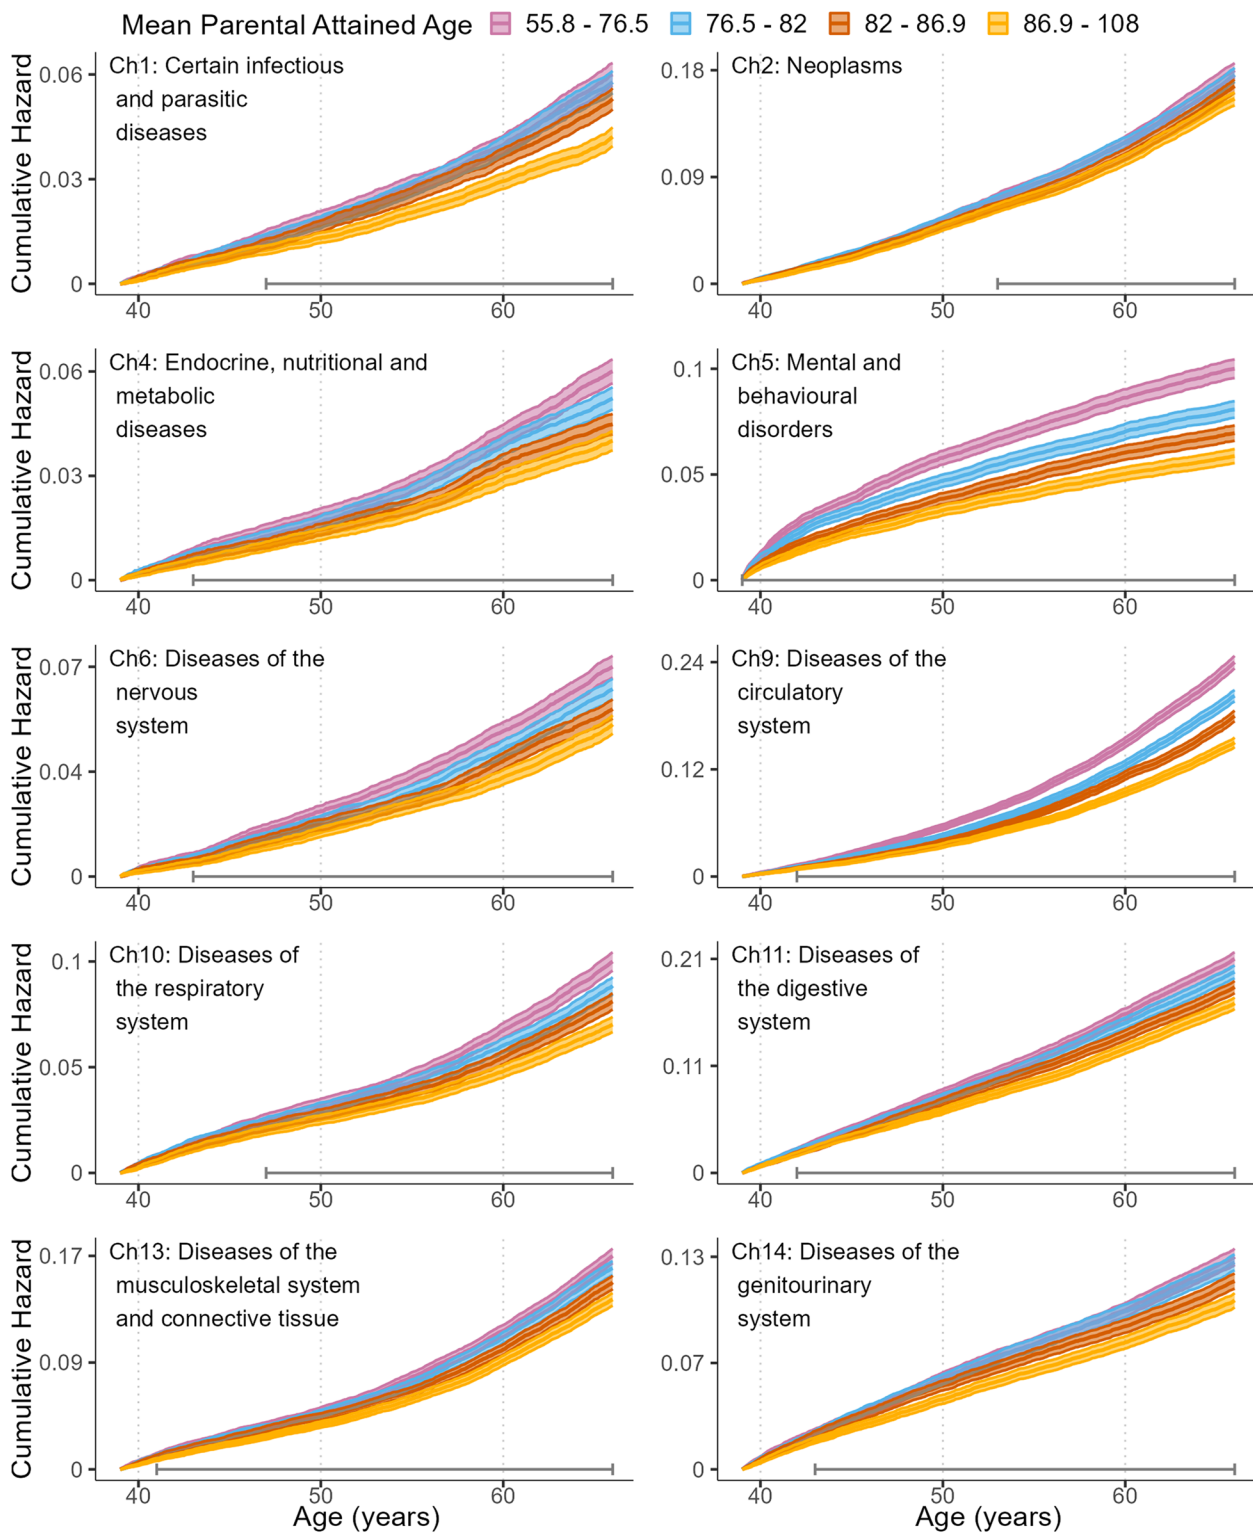 Mean Parental Attained Age 55.8 - 76.5 76.5 - 82 82 - 86.9 86.9 - 108
Cumulative Hazard
Ch1: Certain infectious
and parasitic
diseases
0.06
0.03
0
40 50 60
Ch2: Neoplasms
0.18
0.09
0
40 50 60
Cumulative Hazard
Ch4: Endocrine, nutritional and
metabolic
diseases
0.06
0.03
0
40 50 60
Ch5: Mental and
behavioural
disorders
0.1
0.05
0
40 50 60
Cumulative Hazard
Ch6: Diseases of the
nervous
system
0.07
0.04
0
40 50 60
Ch9: Diseases of the
circulatory
system
0.24
0.12
0
40 50 60
Cumulative Hazard
Ch10: Diseases of
the respiratory
system
0.1
0.05
0
40 50 60
Ch11: Diseases of
the digestive
system
0.21
0.11
0
40 50 60
Cumulative Hazard
Ch13: Diseases of the
musculoskeletal system
and connective tissue
0.17
0.09
0
40 50 60
Age (years)
Ch14: Diseases of the
genitourinary
system
0.13
0.07
0
40 50 60
Age (years)